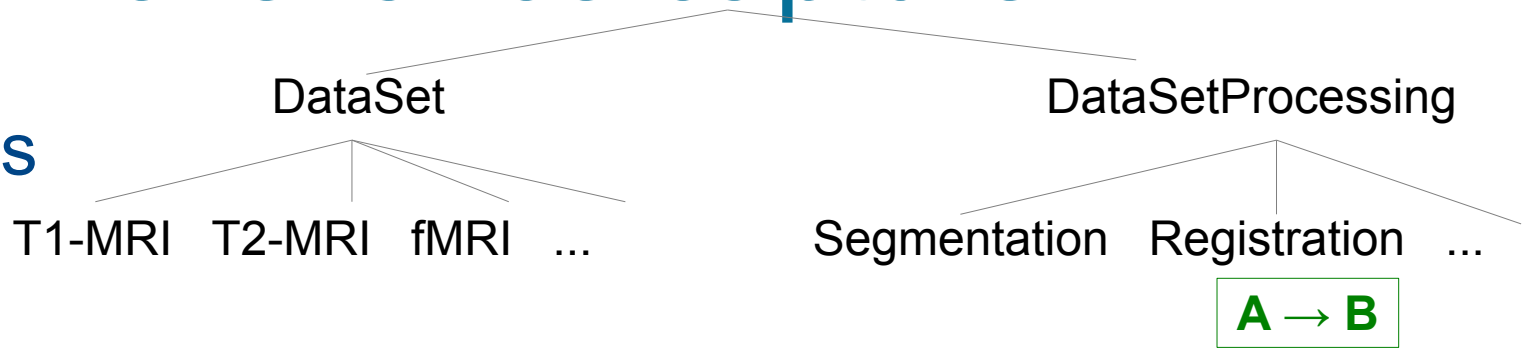 DataSet DataSetProcessing
s
T1-MRI T2-MRI fMRI ... Segmentation Registration ...
A → B